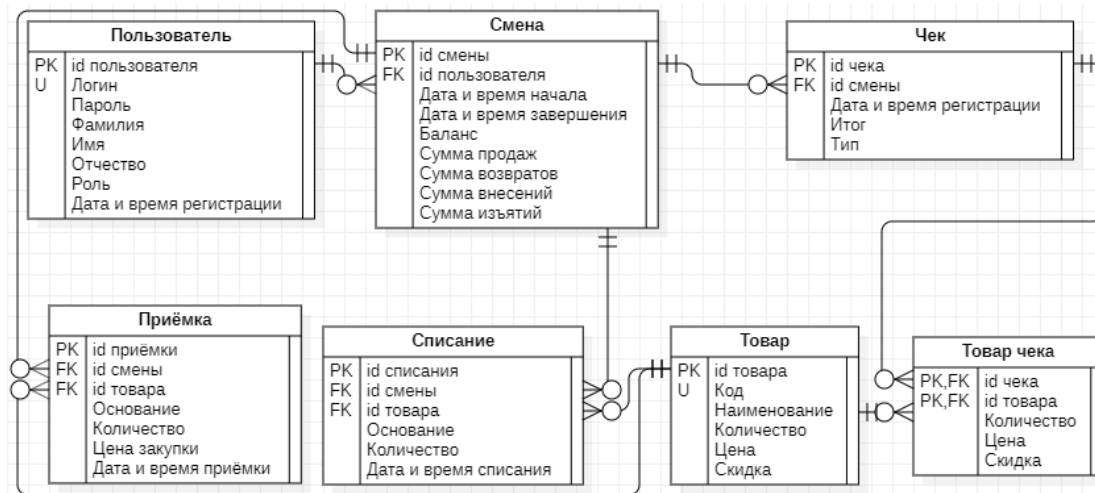 Пользователь
PK id пользователя
U Логин
Пароль
Фамилия
Имя
Отчество
Роль
Дата и время регистрации
Смена
PK id смены
FK id пользователя
Дата и время начала
Дата и время завершения
Баланс
Сумма продаж
Сумма возвратов
Сумма внесений
Сумма изъятий
Чек
PK id чека
FK id смены
Дата и время регистрации
Итог
Тип
Приёмка
PK id приёмки
FK id смены
FK id товара
Основание
Количество
Цена закупки
Дата и время приёмки
Списание
PK id списания
FK id смены
FK id товара
Основание
Количество
Дата и время списания
Товар
PK id товара
U Код
Наименование
Количество
Цена
Скидка
Товар чека
PK,FK id чека
PK,FK id товара
Количество
Цена
Скидка